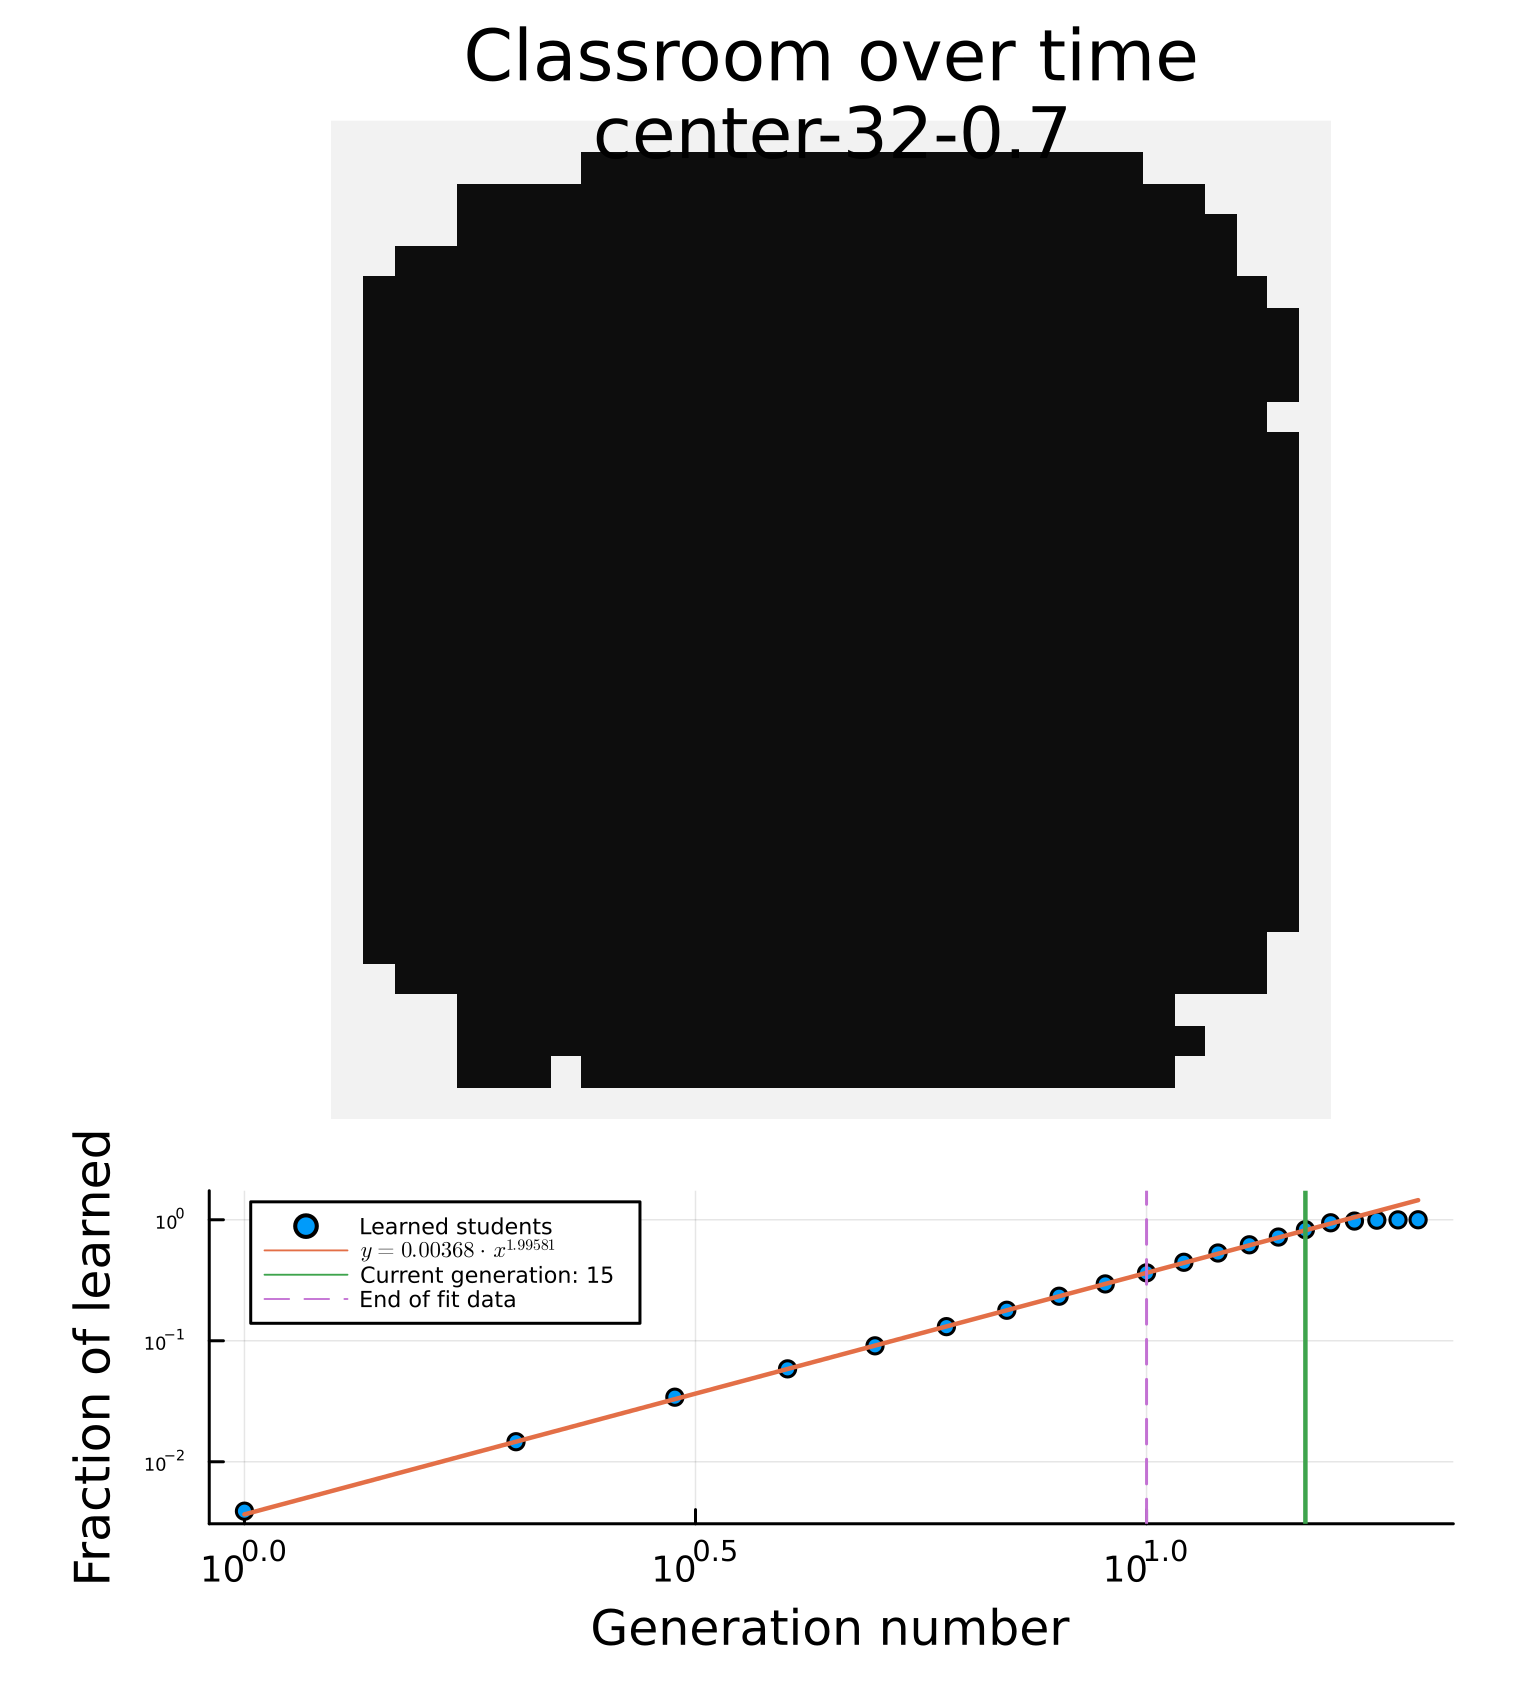 Classroom over time
center-32-0.7
Fraction of learned
10⁰
10⁻¹
10⁻²
Learned students
y = 0.00368 · x^1.99581
Current generation: 15
End of fit data
10^0.0
10^0.5
10^1.0
Generation number